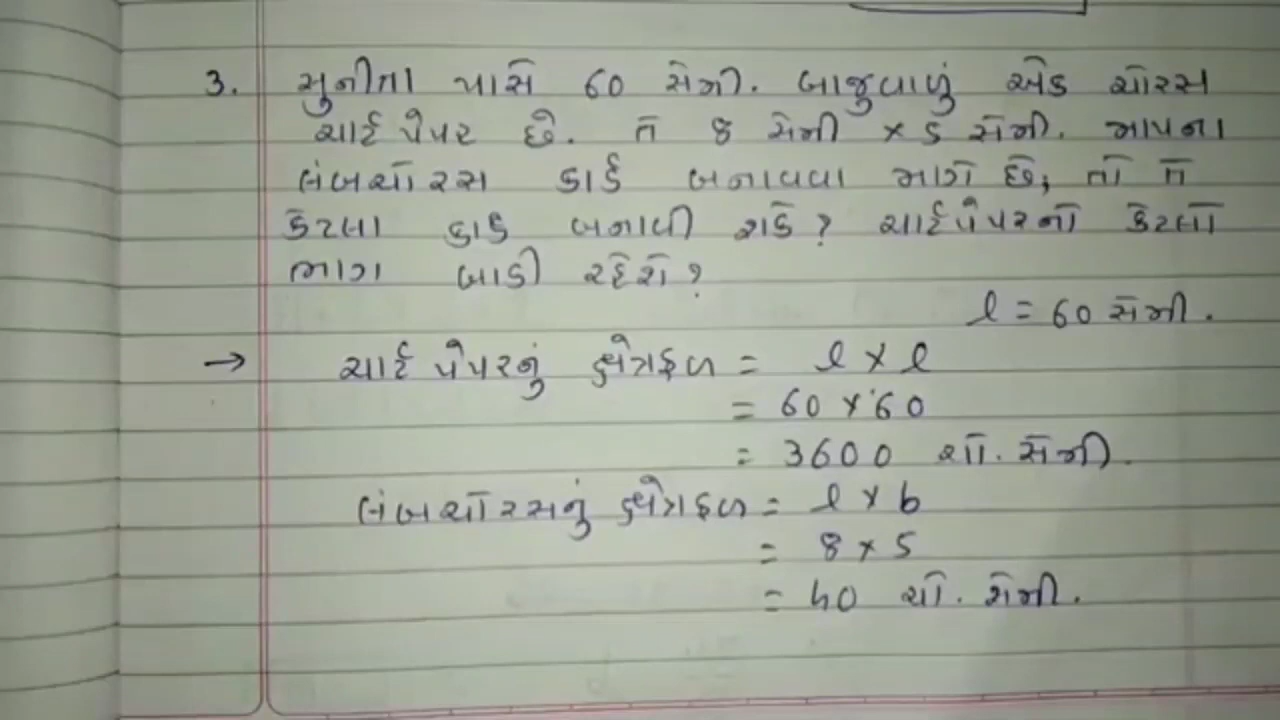 3. સુનીતા પાસે 60 સેમી. બાજુવાળું એક ચોરસ
ચાર્ટ પેપર છે. તે 8 સેમી × 5 સેમી. માપના
લંબચોરસ કાર્ડ બનાવવા માગે છે, તો તે
કેટલા કાર્ડ બનાવી શકે? ચાર્ટપેપરનો કેટલો
ભાગ બાકી રહેશે?
l = 60 સેમી.
→ ચાર્ટ પેપરનું ક્ષેત્રફળ = l × l
= 60 × 60
= 3600 ચો. સેમી.
લંબચોરસનું ક્ષેત્રફળ = l × b
= 8 × 5
= 40 ચો. સેમી.